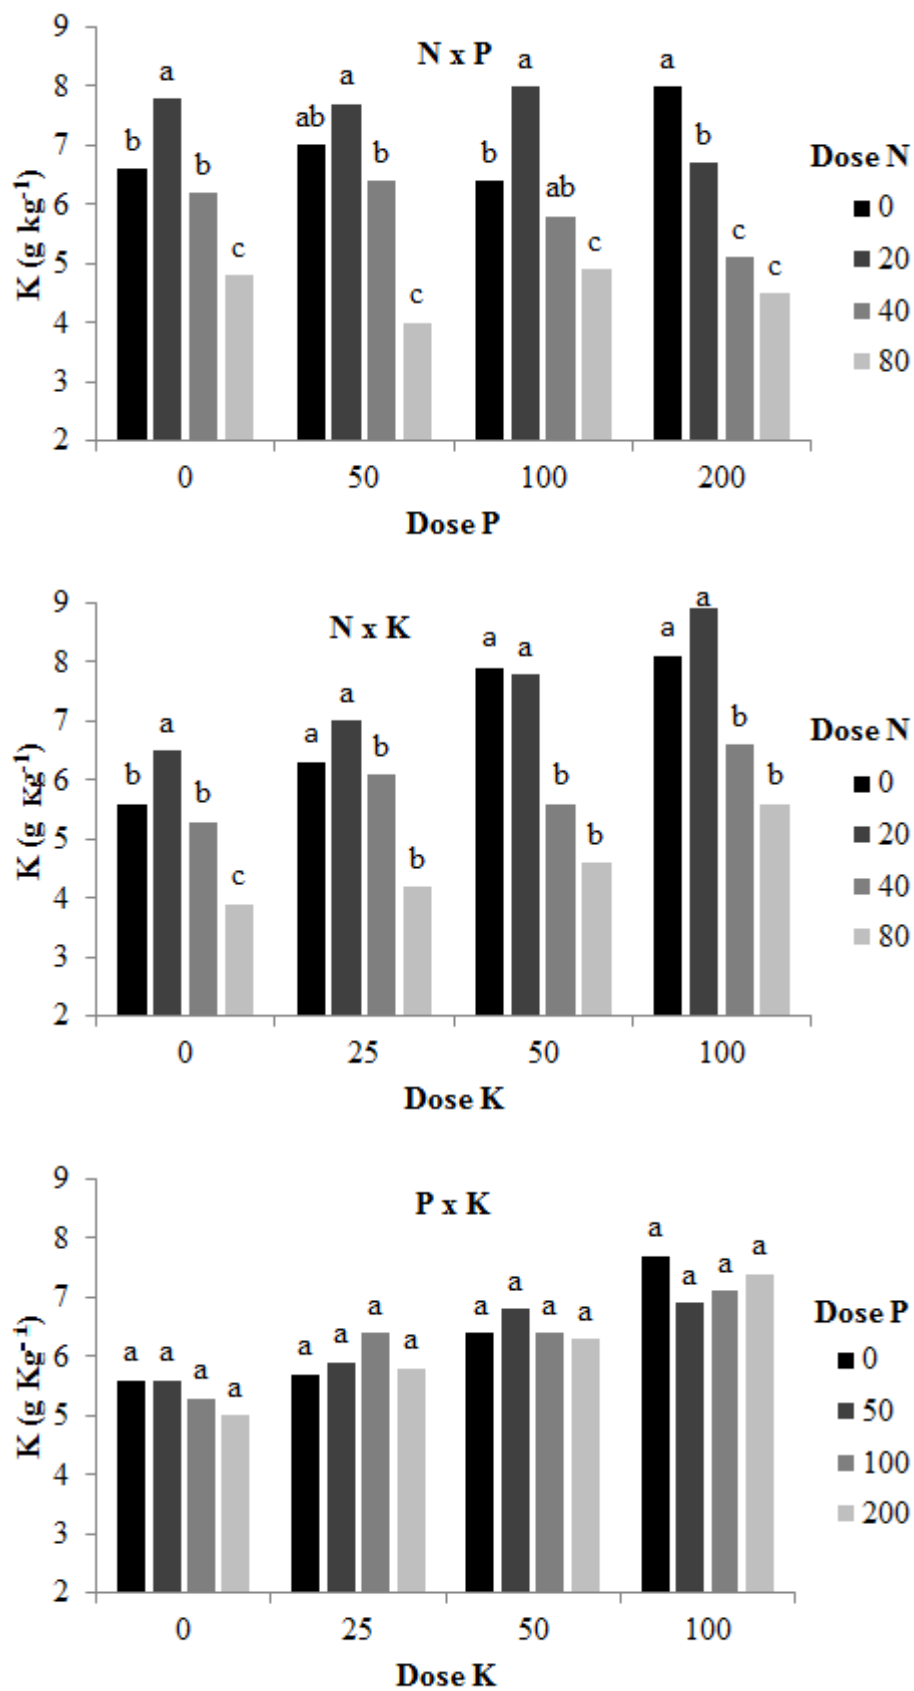 N x P
K (g kg⁻¹)
9
8
7
6
5
4
3
2
b a b c
ab a b c
b a ab c
a b c c
0 50 100 200
Dose P
Dose N
0
20
40
80
N x K
K (g Kg⁻¹)
9
8
7
6
5
4
3
2
b a b c
a a b b
a a b b
a a b b
0 25 50 100
Dose K
Dose N
0
20
40
80
P x K
K (g Kg⁻¹)
9
8
7
6
5
4
3
2
a a a a
a a a a
a a a a
a a a a
0 25 50 100
Dose K
Dose P
0
50
100
200